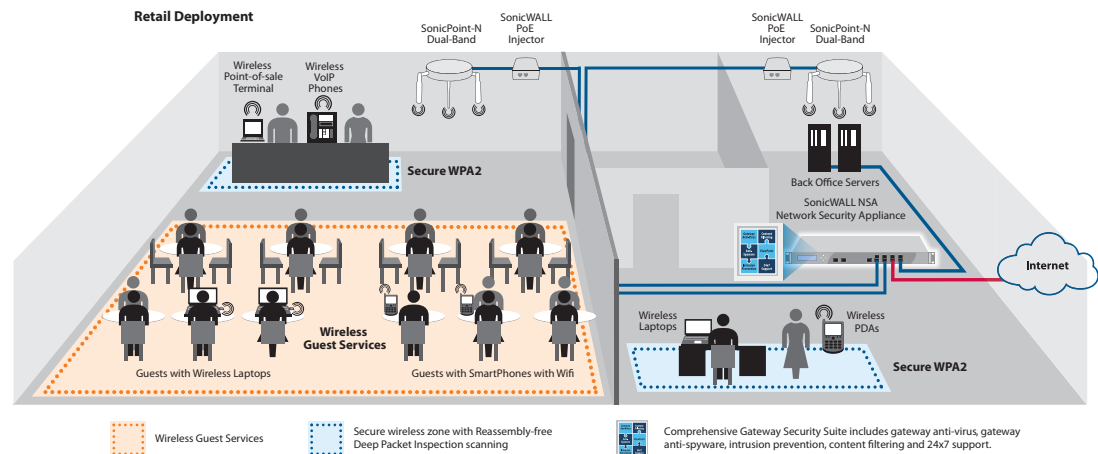 Retail Deployment
SonicPoint-N
Dual-Band
SonicWALL
PoE
Injector
SonicWALL
PoE
Injector
SonicPoint-N
Dual-Band
Wireless
Point-of-sale
Terminal
Wireless
VoIP
Phones
Secure WPA2
Back Office Servers
SonicWALL NSA
Network Security Appliance
Internet
Wireless
Guest Services
Guests with Wireless Laptops
Guests with SmartPhones with Wifi
Wireless
Laptops
Wireless
PDAs
Secure WPA2
Wireless Guest Services
Secure wireless zone with Reassembly-free
Deep Packet Inspection scanning
Comprehensive Gateway Security Suite includes gateway anti-virus, gateway
anti-spyware, intrusion prevention, content filtering and 24x7 support.